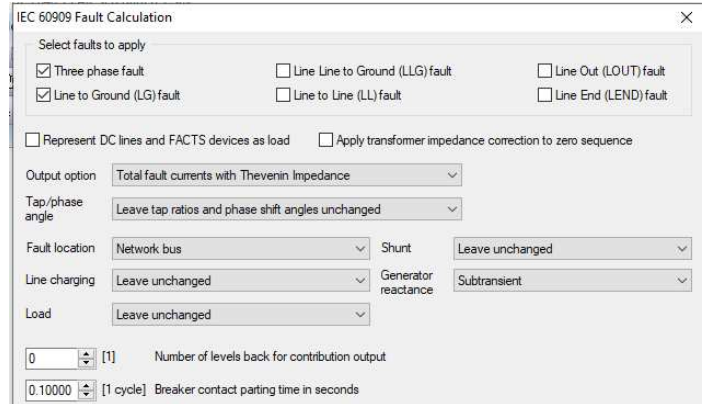 IEC 60909 Fault Calculation
Select faults to apply
Three phase fault
Line Line to Ground (LLG) fault
Line Out (LOUT) fault
Line to Ground (LG) fault
Line to Line (LL) fault
Line End (LEND) fault
Represent DC lines and FACTS devices as load
Apply transformer impedance correction to zero sequence
Output option
Total fault currents with Thevenin Impedance
Tap/phase
angle
Leave tap ratios and phase shift angles unchanged
Fault location
Network bus
Shunt
Leave unchanged
Line charging
Leave unchanged
Generator
reactance
Subtransient
Load
Leave unchanged
0 [1] Number of levels back for contribution output
0.10000 [1 cycle] Breaker contact parting time in seconds